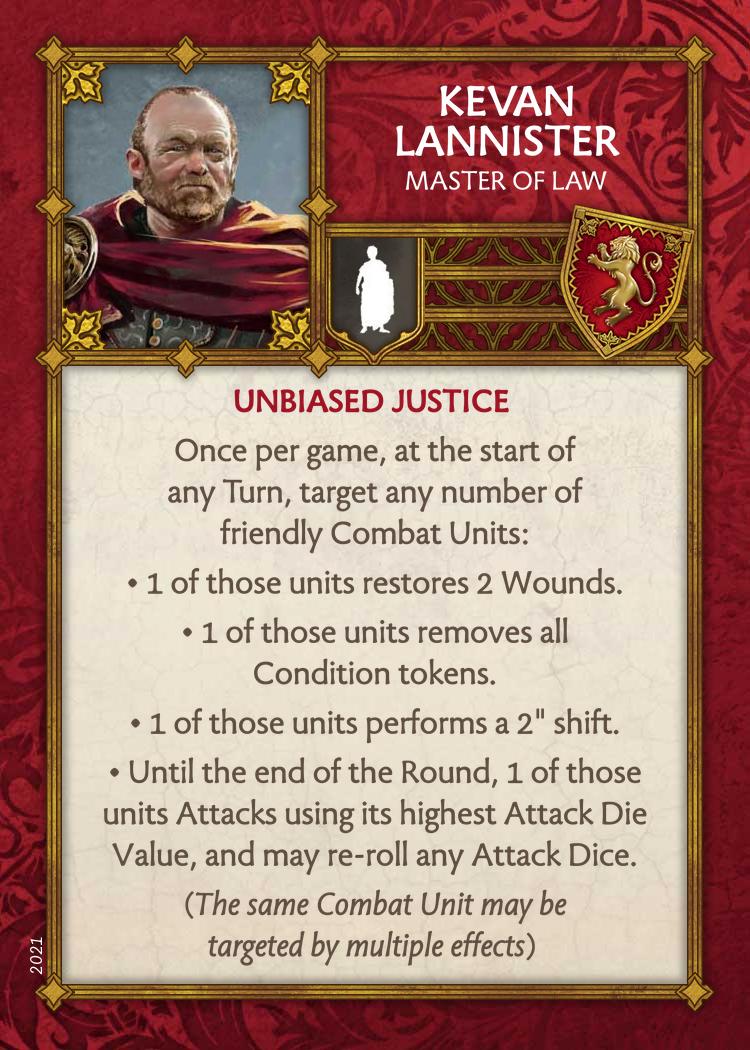 KEVAN
LANNISTER
MASTER OF LAW
UNBIASED JUSTICE
Once per game, at the start of
any Turn, target any number of
friendly Combat Units:
• 1 of those units restores 2 Wounds.
• 1 of those units removes all
Condition tokens.
• 1 of those units performs a 2" shift.
• Until the end of the Round, 1 of those
units Attacks using its highest Attack Die
Value, and may re-roll any Attack Dice.
(The same Combat Unit may be
targeted by multiple effects)
2021